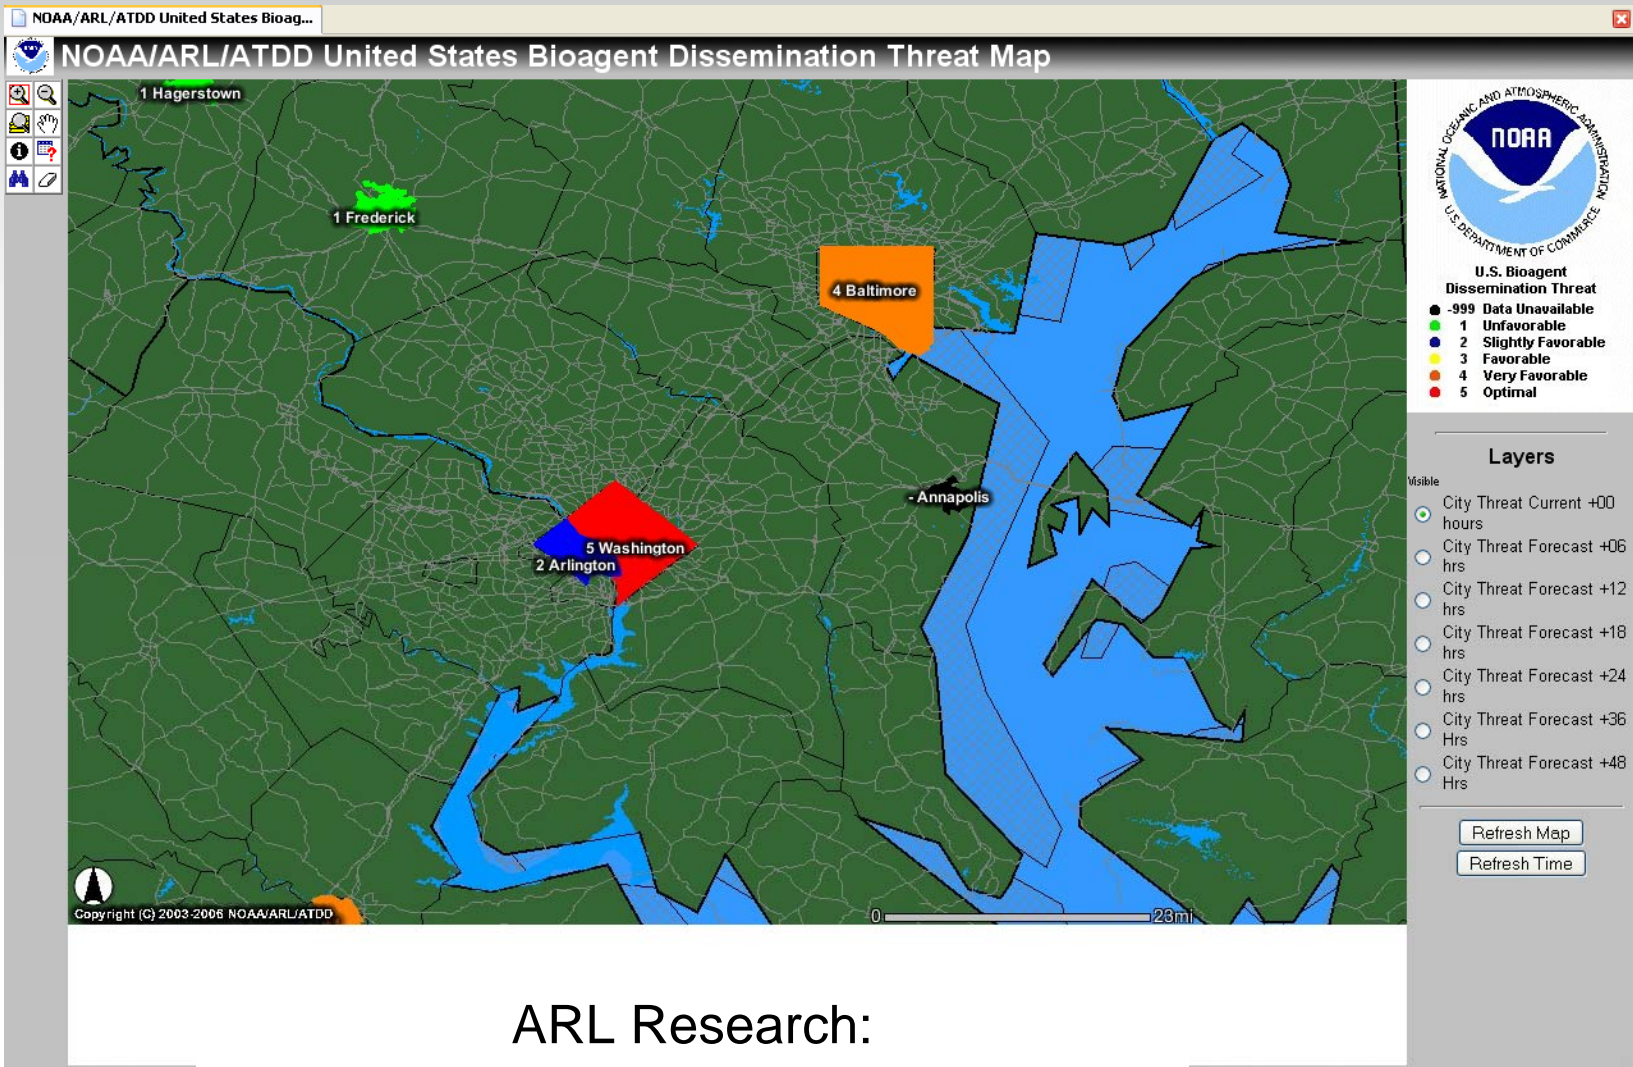 NOAA/ARL/ATDD United States Bioag...
NOAA/ARL/ATDD United States Bioagent Dissemination Threat Map
1 Hagerstown
1 Frederick
4 Baltimore
- Annapolis
5 Washington
2 Arlington
Copyright (C) 2003-2006 NOAA/ARL/ATDD
0
23mi
NATIONAL OCEANIC AND ATMOSPHERIC ADMINISTRATION
NOAA
U.S. DEPARTMENT OF COMMERCE
U.S. Bioagent
Dissemination Threat
-999 Data Unavailable
1 Unfavorable
2 Slightly Favorable
3 Favorable
4 Very Favorable
5 Optimal
Layers
Visible
City Threat Current +00
hours
City Threat Forecast +06
hrs
City Threat Forecast +12
hrs
City Threat Forecast +18
hrs
City Threat Forecast +24
hrs
City Threat Forecast +36
Hrs
City Threat Forecast +48
Hrs
Refresh Map
Refresh Time
ARL Research: